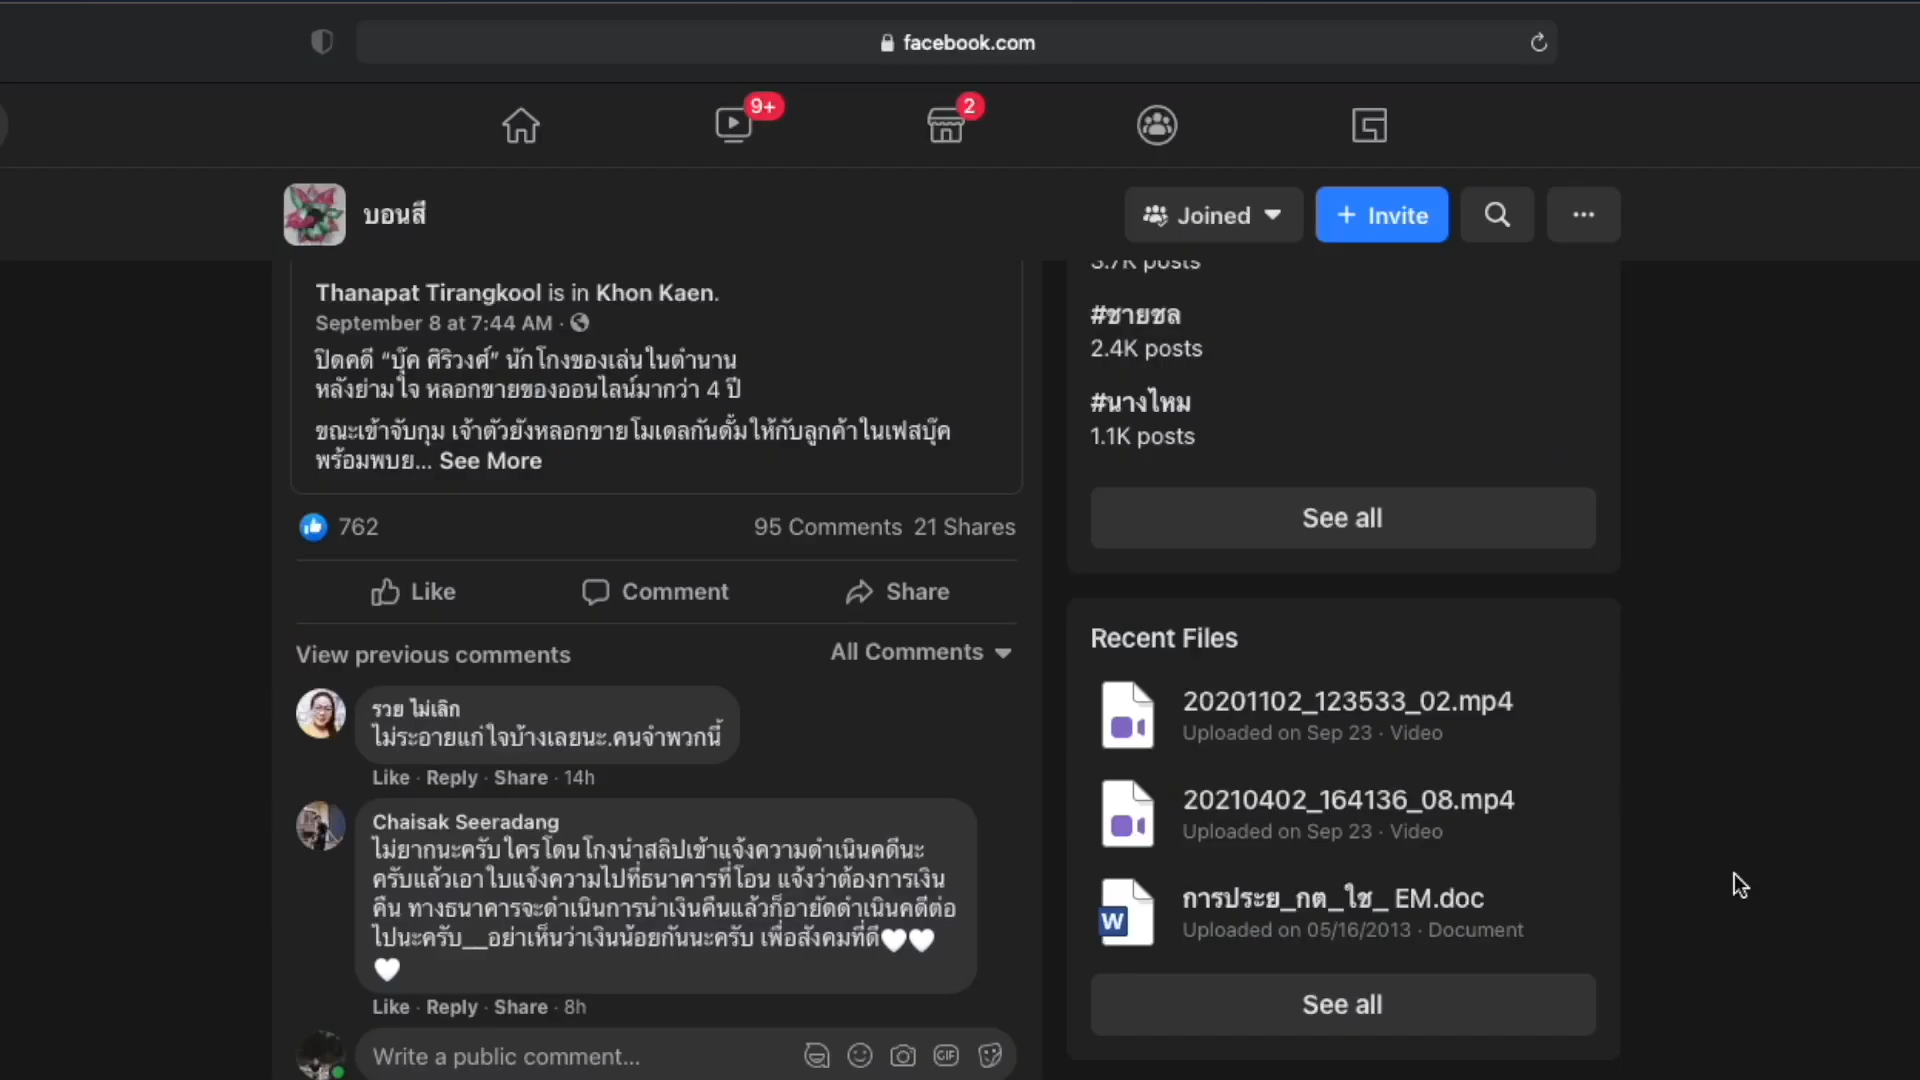 facebook.com
9+
2
บอนสี
Joined
+ Invite
3.7K posts
Thanapat Tirangkool is in Khon Kaen.
September 8 at 7:44 AM ·
ปิดคดี “บุ๊ค ศิริวงศ์” นักโกงของเล่นในตำนาน
หลังย่ามใจ หลอกขายของออนไลน์มากว่า 4 ปี
ขณะเข้าจับกุม เจ้าตัวยังหลอกขายโมเดลกันดั้มให้กับลูกค้าในเฟสบุ๊ค
พร้อมพบย... See More
#ชายชล
2.4K posts
#นางไหม
1.1K posts
See all
762
95 Comments 21 Shares
Like
Comment
Share
View previous comments
All Comments
รวย ไม่เลิก
ไม่ระอายแก่ใจบ้างเลยนะ.คนจำพวกนี้
Like · Reply · Share · 14h
Chaisak Seeradang
ไม่ยากนะครับใครโดนโกงนำสลิปเข้าแจ้งความดำเนินคดีนะ
ครับแล้วเอาใบแจ้งความไปที่ธนาคารที่โอน แจ้งว่าต้องการเงิน
คืน ทางธนาคารจะดำเนินการนำเงินคืนแล้วก็อายัดดำเนินคดีต่อ
ไปนะครับ__อย่าเห็นว่าเงินน้อยกันนะครับ เพื่อสังคมที่ดี🤍🤍
🤍
Like · Reply · Share · 8h
Write a public comment...
GIF
Recent Files
20201102_123533_02.mp4
Uploaded on Sep 23 · Video
20210402_164136_08.mp4
Uploaded on Sep 23 · Video
W
การประย_กต_ใช_ EM.doc
Uploaded on 05/16/2013 · Document
See all